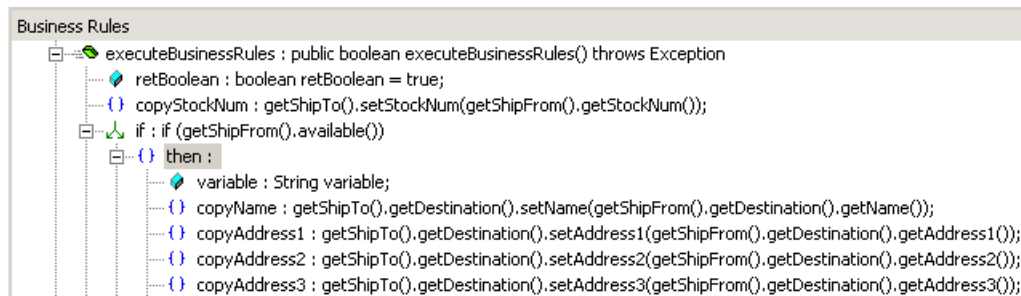 Business Rules
executeBusinessRules : public boolean executeBusinessRules() throws Exception
retBoolean : boolean retBoolean = true;
{} copyStockNum : getShipTo().setStockNum(getShipFrom().getStockNum());
if : if (getShipFrom().available())
{} then :
variable : String variable;
{} copyName : getShipTo().getDestination().setName(getShipFrom().getDestination().getName());
{} copyAddress1 : getShipTo().getDestination().setAddress1(getShipFrom().getDestination().getAddress1());
{} copyAddress2 : getShipTo().getDestination().setAddress2(getShipFrom().getDestination().getAddress2());
{} copyAddress3 : getShipTo().getDestination().setAddress3(getShipFrom().getDestination().getAddress3());